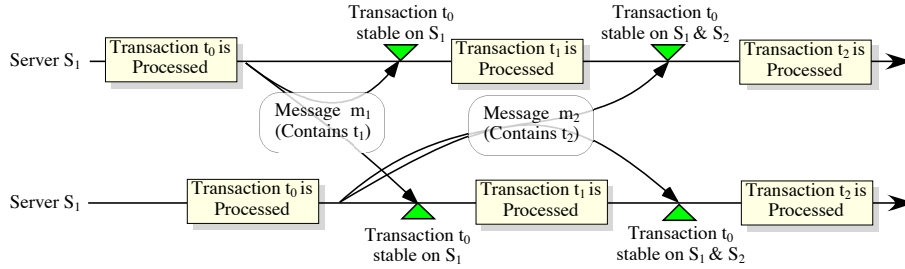 Transaction t0
stable on S1
Transaction t0
stable on S1 & S2
Server S1
Transaction t0 is
Processed
Transaction t1 is
Processed
Transaction t2 is
Processed
Message m1
(Contains t1)
Message m2
(Contains t2)
Server S1
Transaction t0 is
Processed
Transaction t1 is
Processed
Transaction t2 is
Processed
Transaction t0
stable on S1
Transaction t0
stable on S1 & S2